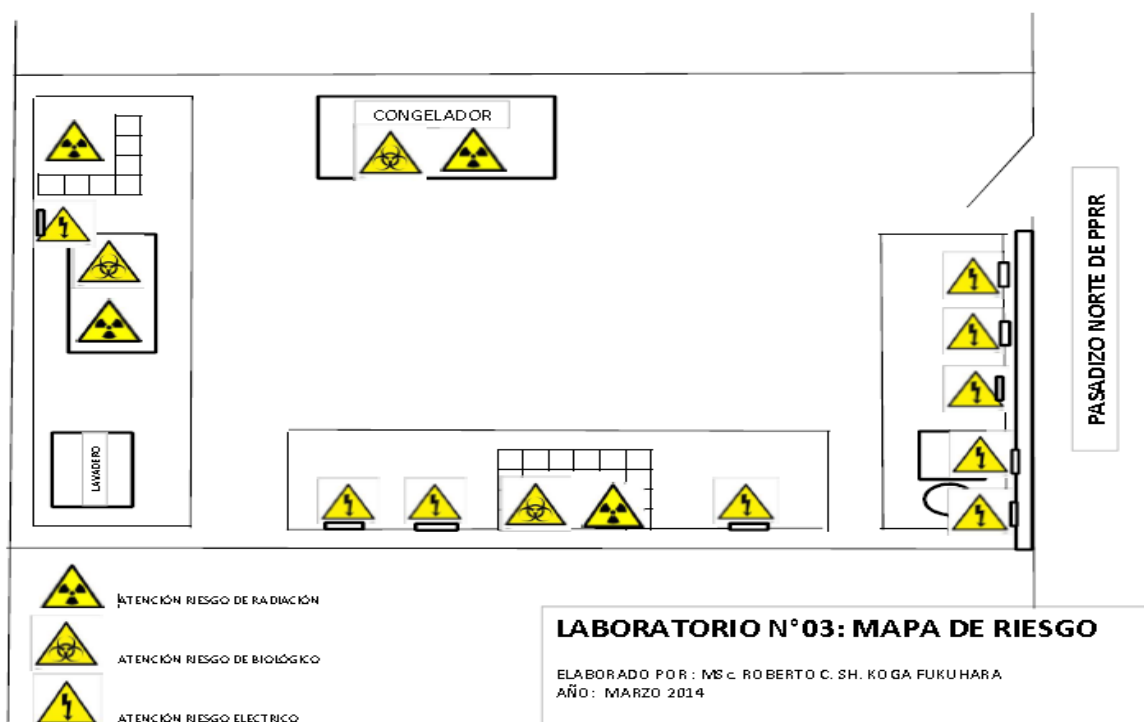 CONGELADOR
PASADIZO NORTE DE PPRR
LAVADERO
ATENCIÓN RIESGO DE RADIACIÓN
ATENCIÓN RIESGO DE BIOLÓGICO
ATENCIÓN RIESGO ELECTRICO
LABORATORIO N°03: MAPA DE RIESGO
ELABORADO POR : MSc. ROBERTO C. SH. KOGA FUKUHARA
AÑO : MARZO 2014